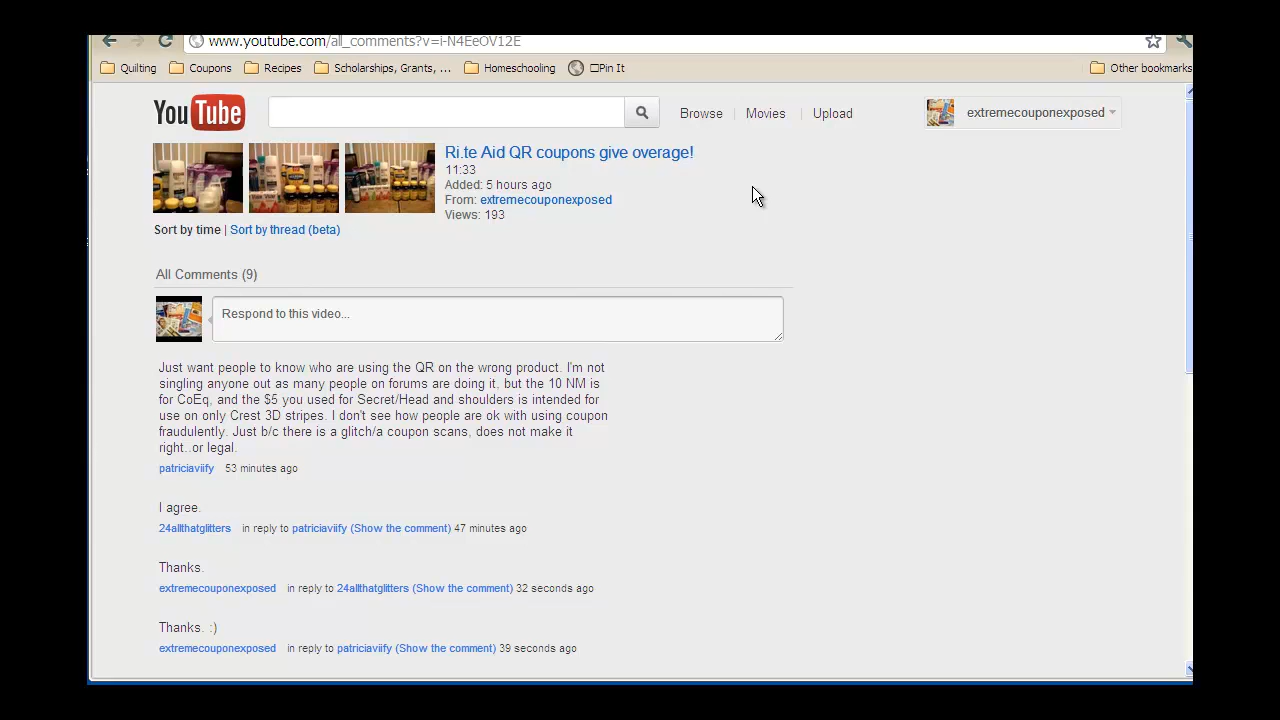 www.youtube.com/all_comments?v=i-N4EeOV12E
Quilting Coupons Recipes Scholarships, Grants, ... Homeschooling Pin It Other bookmarks
YouTube Browse Movies Upload extremecouponexposed
Ri.te Aid QR coupons give overage!
11:33
Added: 5 hours ago
From: extremecouponexposed
Views: 193
Sort by time | Sort by thread (beta)
All Comments (9)
Respond to this video...
Just want people to know who are using the QR on the wrong product. I'm not
singling anyone out as many people on forums are doing it, but the 10 NM is
for CoEq, and the $5 you used for Secret/Head and shoulders is intended for
use on only Crest 3D stripes. I don't see how people are ok with using coupon
fraudulently. Just b/c there is a glitch/a coupon scans, does not make it
right..or legal.
patriciaviify 53 minutes ago
I agree.
24allthatglitters in reply to patriciaviify (Show the comment) 47 minutes ago
Thanks.
extremecouponexposed in reply to 24allthatglitters (Show the comment) 32 seconds ago
Thanks. :)
extremecouponexposed in reply to patriciaviify (Show the comment) 39 seconds ago